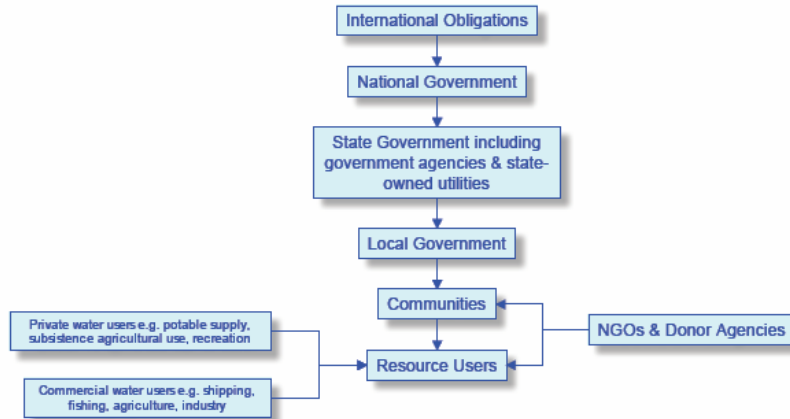 International Obligations
National Government
State Government including
government agencies & state-
owned utilities
Local Government
Communities
Private water users e.g. potable supply,
subsistence agricultural use, recreation
NGOs & Donor Agencies
Resource Users
Commercial water users e.g. shipping,
fishing, agriculture, industry